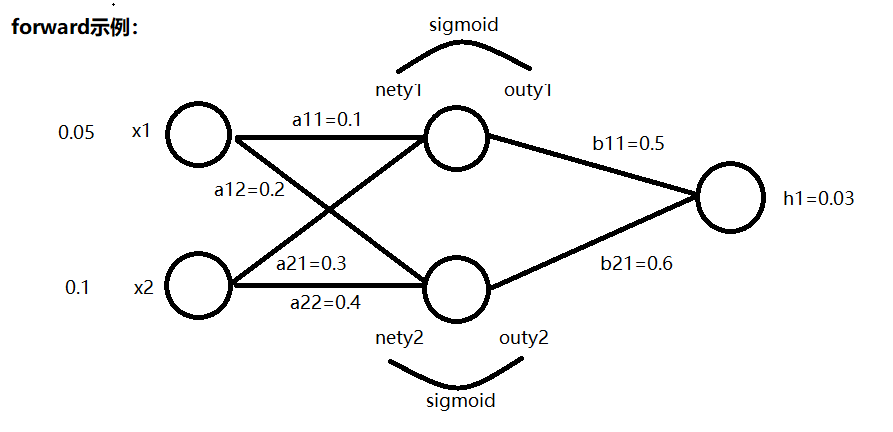 forward示例：
sigmoid
nety1
outy1
0.05
x1
a11=0.1
b11=0.5
a12=0.2
h1=0.03
a21=0.3
b21=0.6
0.1
x2
a22=0.4
nety2
outy2
sigmoid